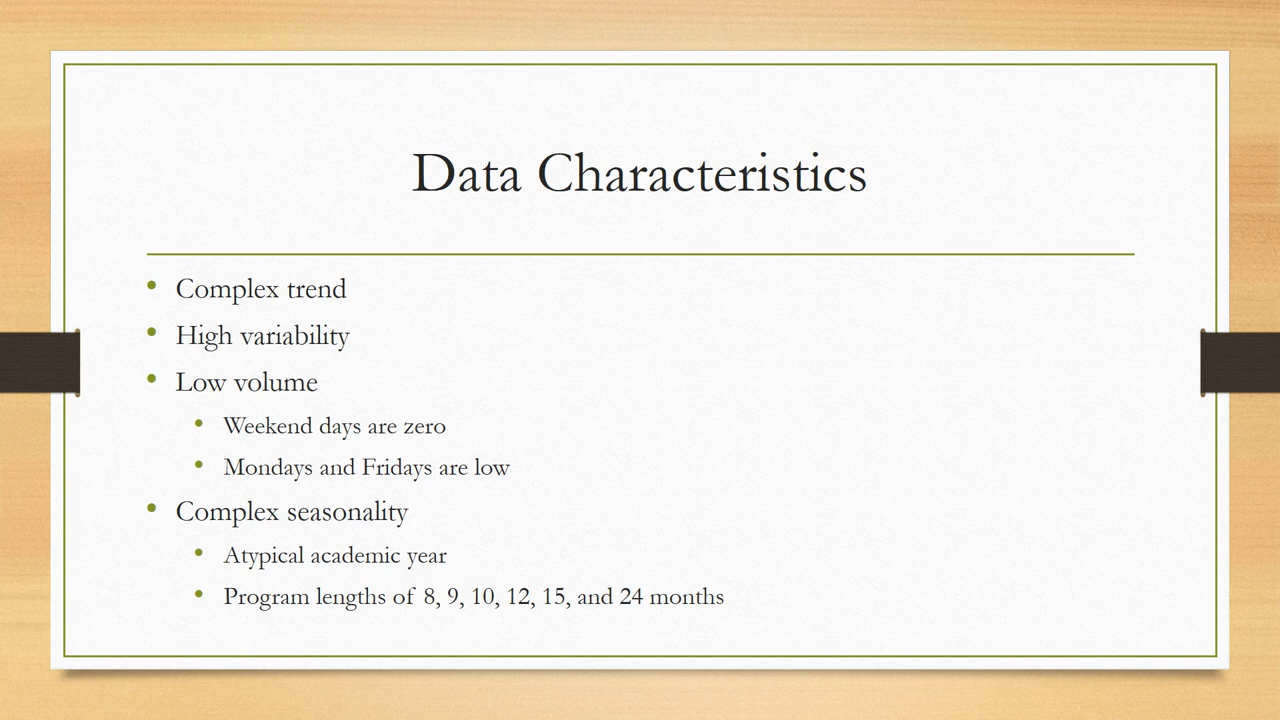 Data Characteristics
• Complex trend
• High variability
• Low volume
• Weekend days are zero
• Mondays and Fridays are low
• Complex seasonality
• Atypical academic year
• Program lengths of 8, 9, 10, 12, 15, and 24 months